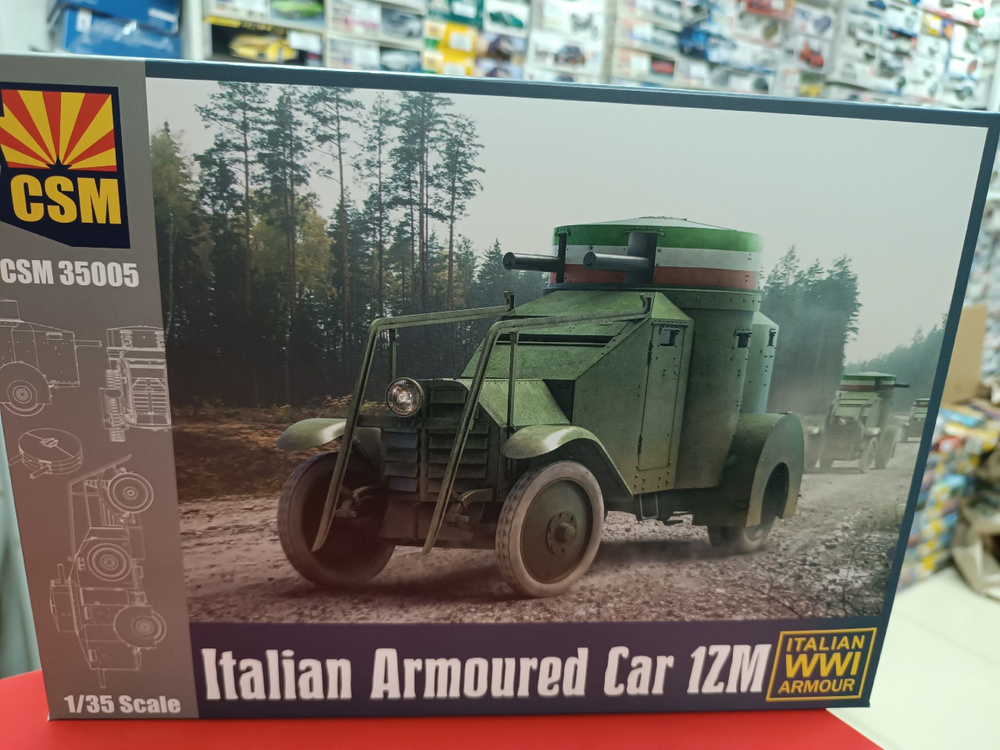 CSM
CSM 35005
1/35 Scale
Italian Armoured Car 1ZM
ITALIAN
WWI
ARMOUR